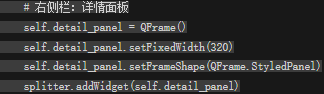 # 右侧栏：详情面板
self.detail_panel = QFrame()
self.detail_panel.setFixedWidth(320)
self.detail_panel.setFrameShape(QFrame.StyledPanel)
splitter.addWidget(self.detail_panel)